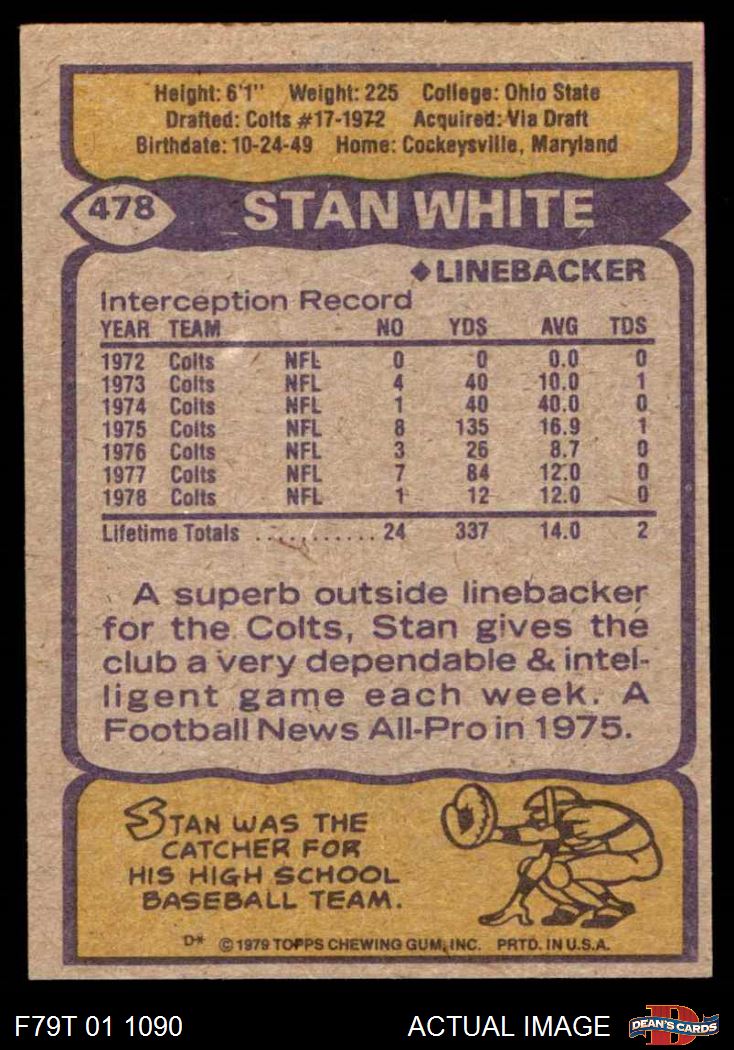 Height: 6'1" Weight: 225 College: Ohio State
Drafted: Colts #17-1972 Acquired: Via Draft
Birthdate: 10-24-49 Home: Cockeysville, Maryland
478 STAN WHITE
◆LINEBACKER
Interception Record
YEAR TEAM NO YDS AVG TDS
1972 Colts NFL 0 0 0.0 0
1973 Colts NFL 4 40 10.0 1
1974 Colts NFL 1 40 40.0 0
1975 Colts NFL 8 135 16.9 1
1976 Colts NFL 3 26 8.7 0
1977 Colts NFL 7 84 12.0 0
1978 Colts NFL 1 12 12.0 0
Lifetime Totals ........... 24 337 14.0 2
A superb outside linebacker
for the Colts, Stan gives the
club a very dependable & intel-
ligent game each week. A
Football News All-Pro in 1975.
STAN WAS THE
CATCHER FOR
HIS HIGH SCHOOL
BASEBALL TEAM.
D* © 1979 TOPPS CHEWING GUM, INC. PRTD. IN U.S.A.
F79T 01 1090 ACTUAL IMAGE D DEAN'S CARDS